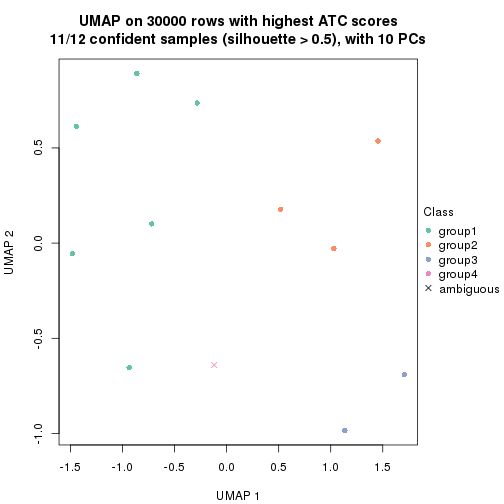 UMAP on 30000 rows with highest ATC scores
11/12 confident samples (silhouette > 0.5), with 10 PCs
UMAP 2
0.5
0.0
-0.5
-1.0
-1.5
-1.0
-0.5
0.0
0.5
1.0
1.5
UMAP 1
Class
group1
group2
group3
group4
ambiguous